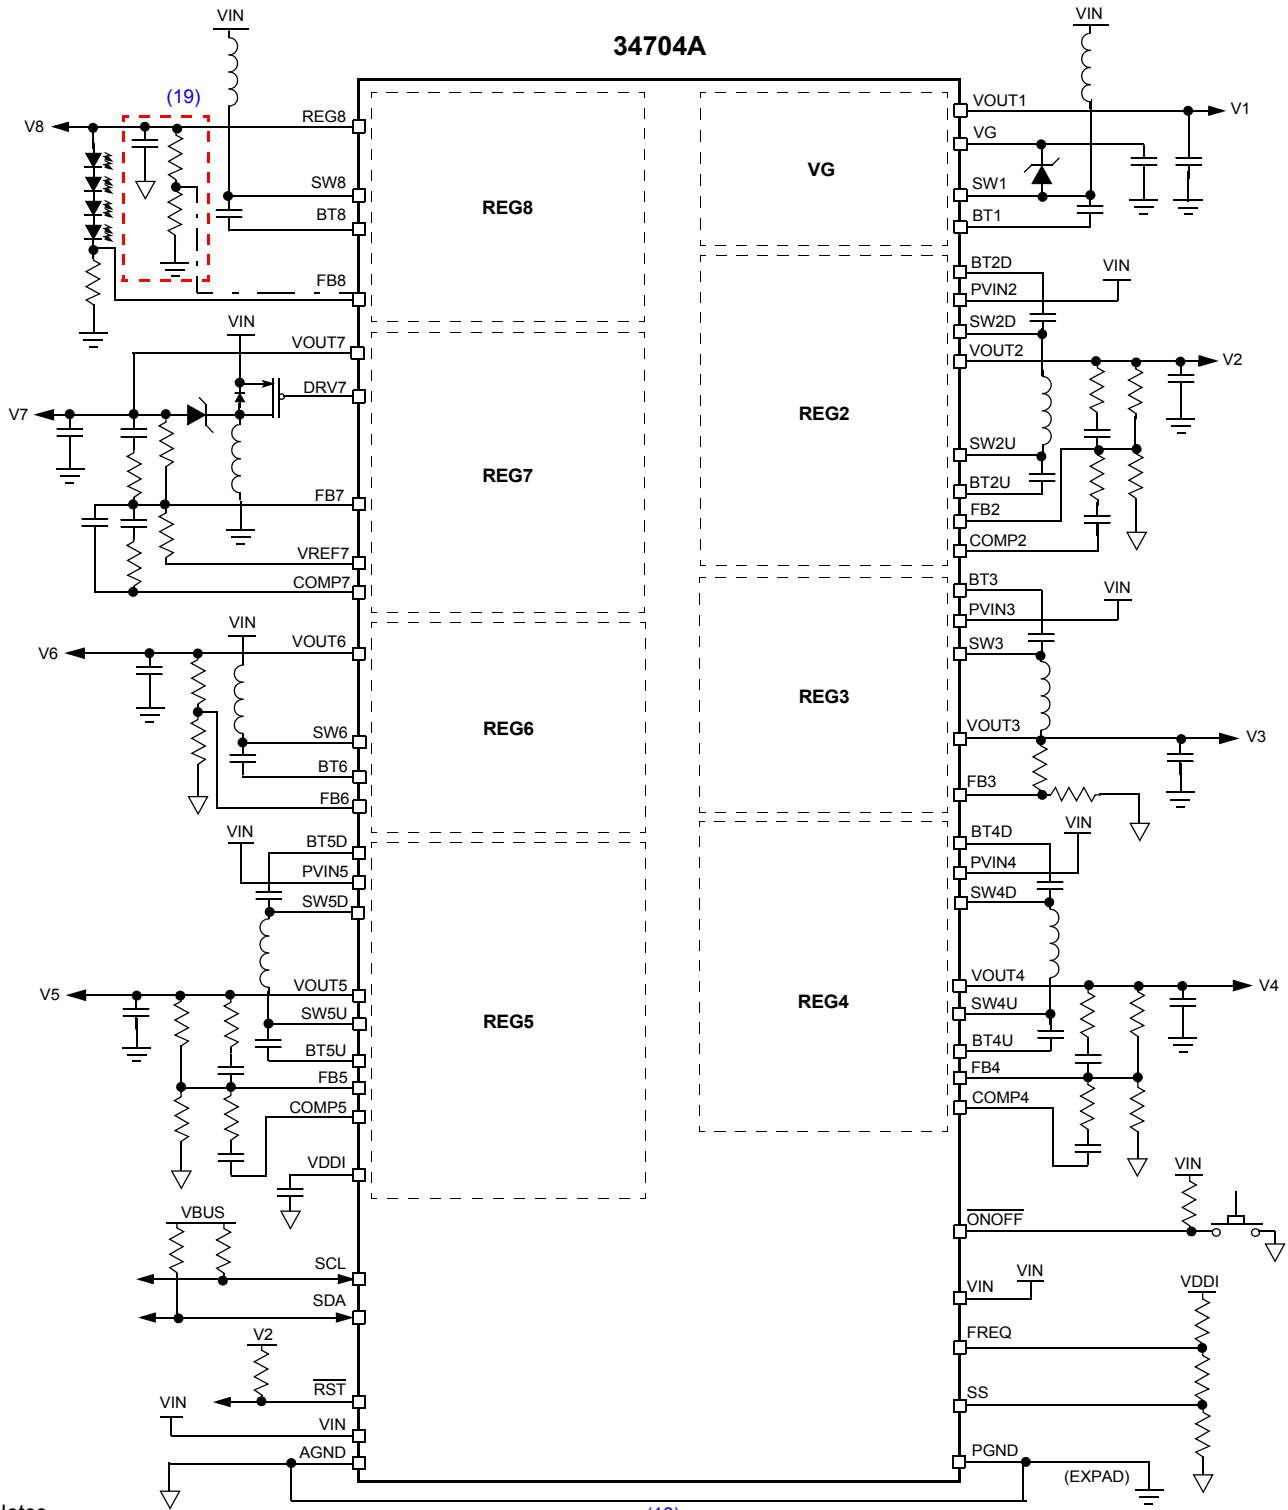 34704A
VIN
(19)
V8
REG8
SW8
BT8
FB8
REG8
VIN
VOUT7
DRV7
V7
FB7
VREF7
COMP7
REG7
VIN
V6
VOUT6
SW6
BT6
FB6
REG6
VIN
BT5D
PVIN5
SW5D
V5
VOUT5
SW5U
BT5U
FB5
COMP5
REG5
VDDI
VBUS
SCL
SDA
V2
RST
VIN
VIN
AGND
VIN
VOUT1
V1
VG
SW1
BT1
VG
BT2D
VIN
PVIN2
SW2D
VOUT2
V2
SW2U
BT2U
FB2
COMP2
REG2
BT3
VIN
PVIN3
SW3
VOUT3
V3
FB3
REG3
BT4D
VIN
PVIN4
SW4D
VOUT4
V4
SW4U
BT4U
FB4
COMP4
REG4
VIN
ONOFF
VIN
VIN
VDDI
FREQ
SS
PGND
(EXPAD)